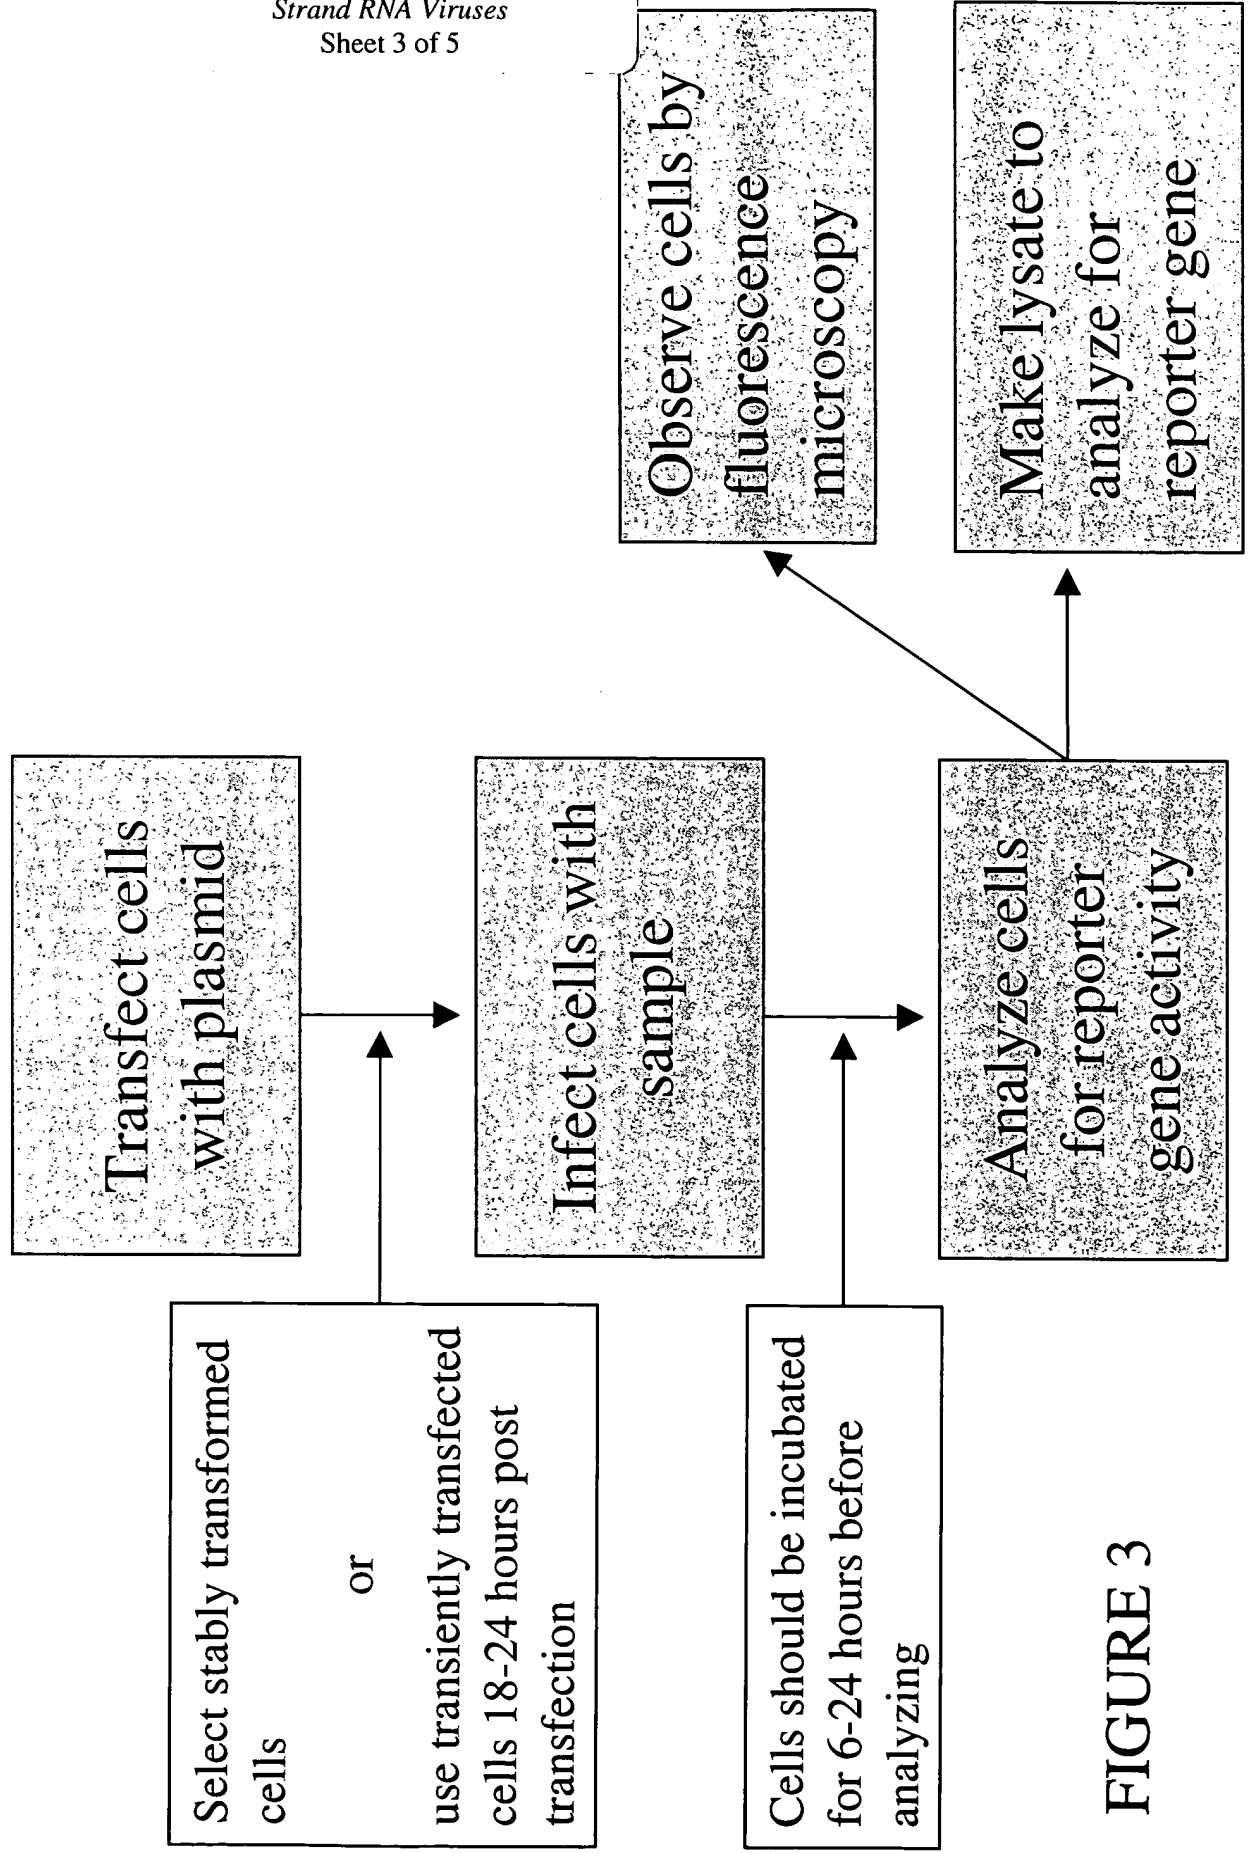 Strand RNA Viruses
Sheet 3 of 5
Transfect cells
with plasmid
Select stably transformed
cells
or
use transiently transfected
cells 18-24 hours post
transfection
Infect cells with
sample
Cells should be incubated
for 6-24 hours before
analyzing
Analyze cells
for reporter
gene activity
Observe cells by
fluorescence
microscopy
Make lysate to
analyze for
reporter gene
FIGURE 3